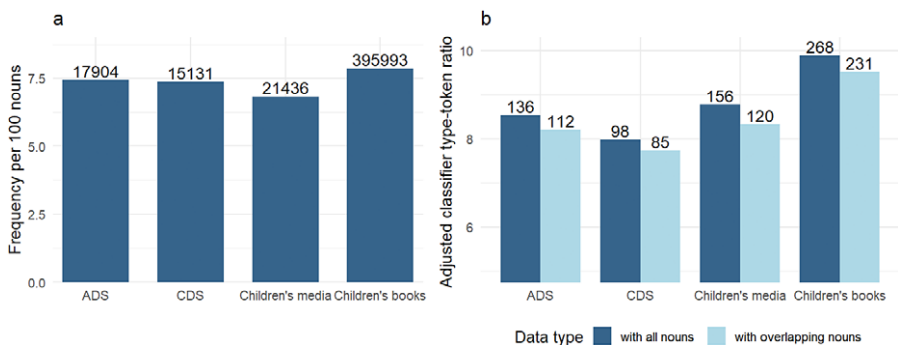 a
Frequency per 100 nouns
7.5
5.0
2.5
0.0
17904
15131
21436
395993
ADS
CDS
Children's media
Children's books
b
Adjusted classifier type-token ratio
10
8
6
136
112
98
85
156
120
268
231
ADS
CDS
Children's media
Children's books
Data type
with all nouns
with overlapping nouns